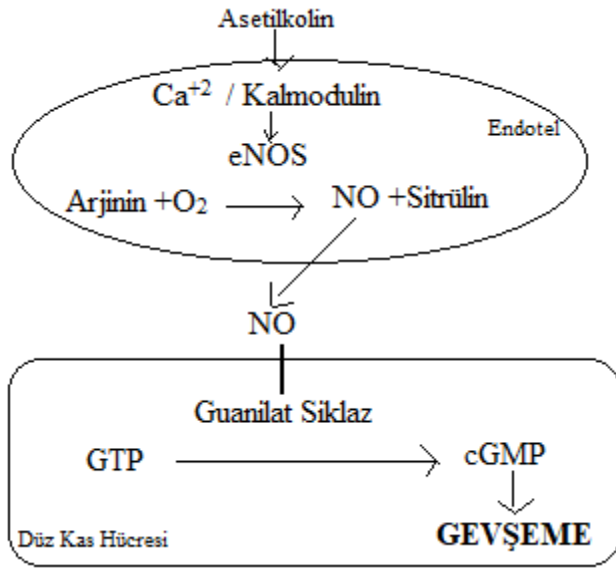 Asetilkolin
Ca+2 / Kalmodulin
Endotel
eNOS
Arjinin +O2
NO +Sitrülin
NO
Guanilat Siklaz
GTP
cGMP
GEVŞEME
Düz Kas Hücresi